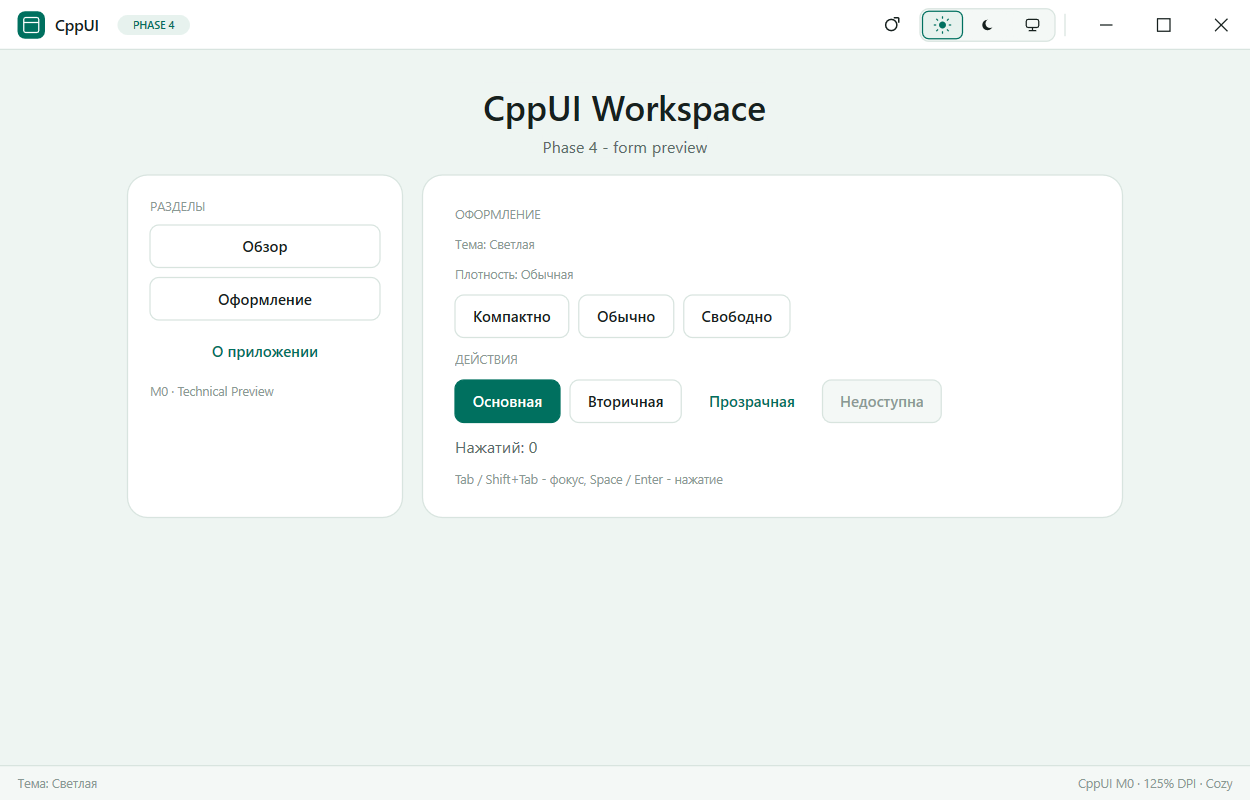 CppUI PHASE 4
CppUI Workspace
Phase 4 - form preview
РАЗДЕЛЫ
Обзор
Оформление
О приложении
M0 · Technical Preview
ОФОРМЛЕНИЕ
Тема: Светлая
Плотность: Обычная
Компактно Обычно Свободно
ДЕЙСТВИЯ
Основная Вторичная Прозрачная Недоступна
Нажатий: 0
Tab / Shift+Tab - фокус, Space / Enter - нажатие
Тема: Светлая CppUI M0 · 125% DPI · Cozy